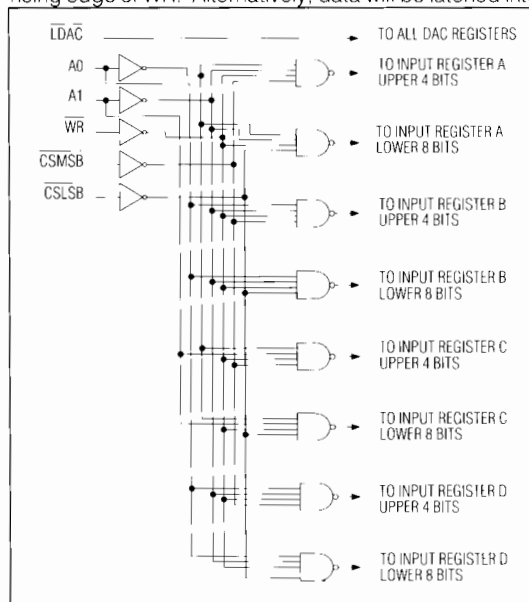 rising edge of WR. Alternatively, data will be latched int
LDAC
TO ALL DAC REGISTERS
A0
TO INPUT REGISTER A
UPPER 4 BITS
A1
WR
TO INPUT REGISTER A
LOWER 8 BITS
CSMSB
CSLSB
TO INPUT REGISTER B
UPPER 4 BITS
TO INPUT REGISTER B
LOWER 8 BITS
TO INPUT REGISTER C
UPPER 4 BITS
TO INPUT REGISTER C
LOWER 8 BITS
TO INPUT REGISTER D
UPPER 4 BITS
TO INPUT REGISTER D
LOWER 8 BITS